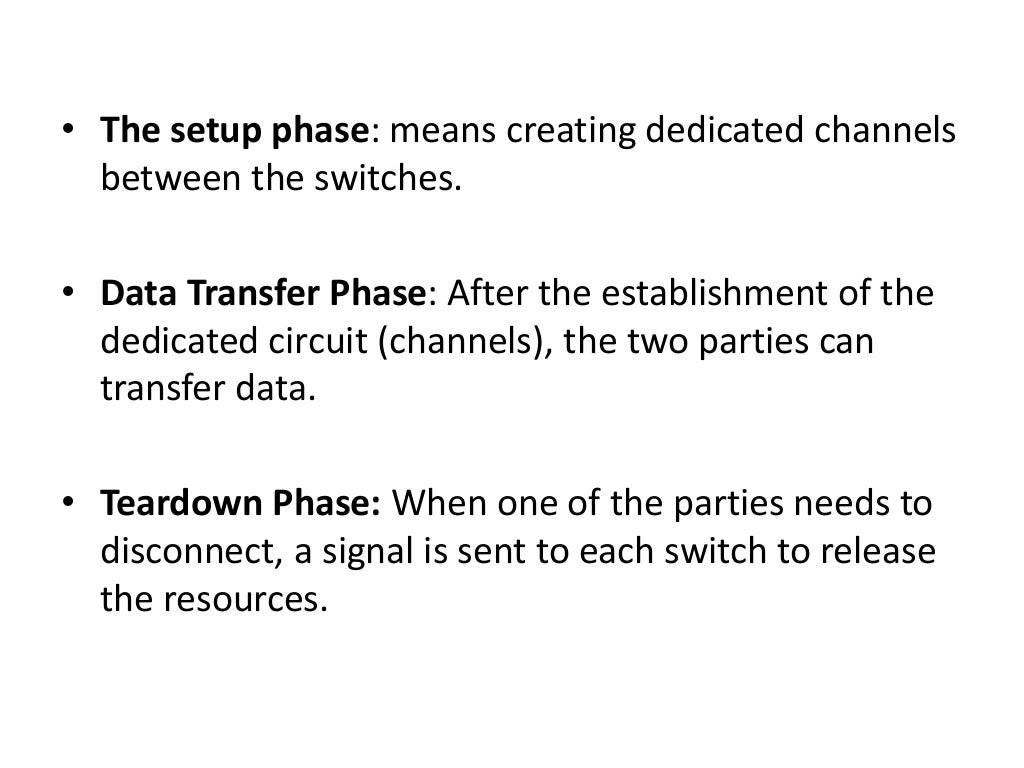 • The setup phase: means creating dedicated channels
between the switches.
• Data Transfer Phase: After the establishment of the
dedicated circuit (channels), the two parties can
transfer data.
• Teardown Phase: When one of the parties needs to
disconnect, a signal is sent to each switch to release
the resources.